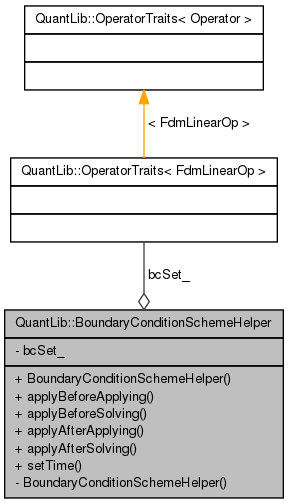 QuantLib::OperatorTraits< Operator >
< FdmLinearOp >
QuantLib::OperatorTraits< FdmLinearOp >
bcSet_
QuantLib::BoundaryConditionSchemeHelper
- bcSet_
+ BoundaryConditionSchemeHelper()
+ applyBeforeApplying()
+ applyBeforeSolving()
+ applyAfterApplying()
+ applyAfterSolving()
+ setTime()
- BoundaryConditionSchemeHelper()